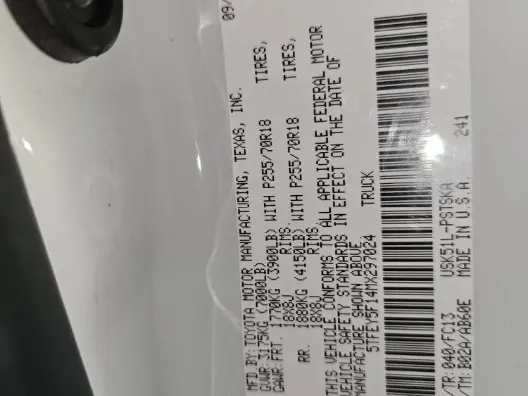 09/
MFD BY: TOYOTA MOTOR MANUFACTURING, TEXAS, INC.
GVWR: 3175KG (7000LB)
GAWR: FRT. 1770KG (3900LB) WITH P255/70R18 TIRES,
18X8J RIMS.
RR. 1880KG (4150LB) WITH P255/70R18 TIRES,
18X8J RIMS.
THIS VEHICLE CONFORMS TO ALL APPLICABLE FEDERAL MOTOR
VEHICLE SAFETY STANDARDS IN EFFECT ON THE DATE OF
MANUFACTURE SHOWN ABOVE
5TFEY5F14MX297024 TRUCK
/TR: 040/FC13 USK51L-PSTSKA 241
/TM: B02A/AB60E MADE IN U.S.A.